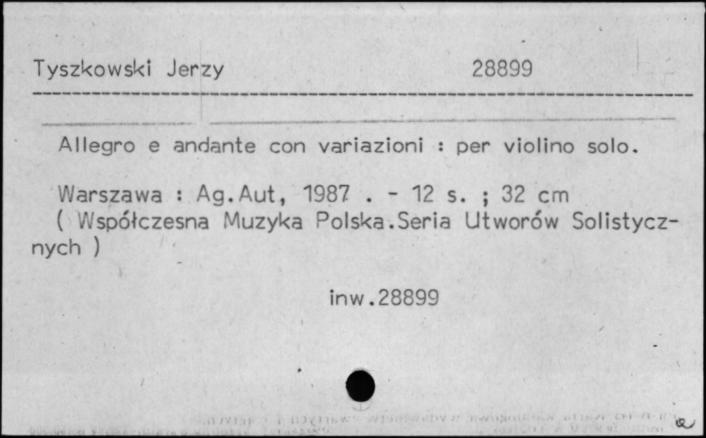 Tyszkowski Jerzy 28899
Allegro e andante con variazioni : per violino solo.
Warszawa : Ag.Aut, 1987 . - 12 s. ; 32 cm
( Współczesna Muzyka Polska.Seria Utworów Solistycz-
nych )
inw.28899